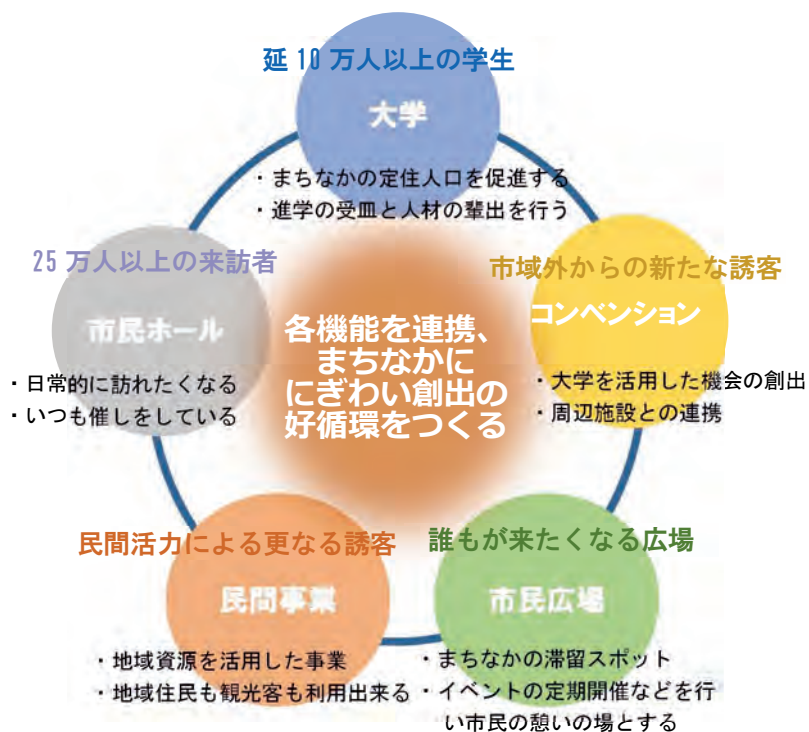 延10万人以上の学生
大学
・まちなかの定住人口を促進する
・進学の受皿と人材の輩出を行う
25万人以上の来訪者
市民ホール
・日常的に訪れたくなる
・いつも催しをしている
市域外からの新たな誘客
コンベンション
・大学を活用した機会の創出
・周辺施設との連携
各機能を連携、
まちなかに
にぎわい創出の
好循環をつくる
民間活力による更なる誘客
民間事業
・地域資源を活用した事業
・地域住民も観光客も利用出来る
誰もが来たくなる広場
市民広場
・まちなかの滞留スポット
・イベントの定期開催などを行
い市民の憩いの場とする